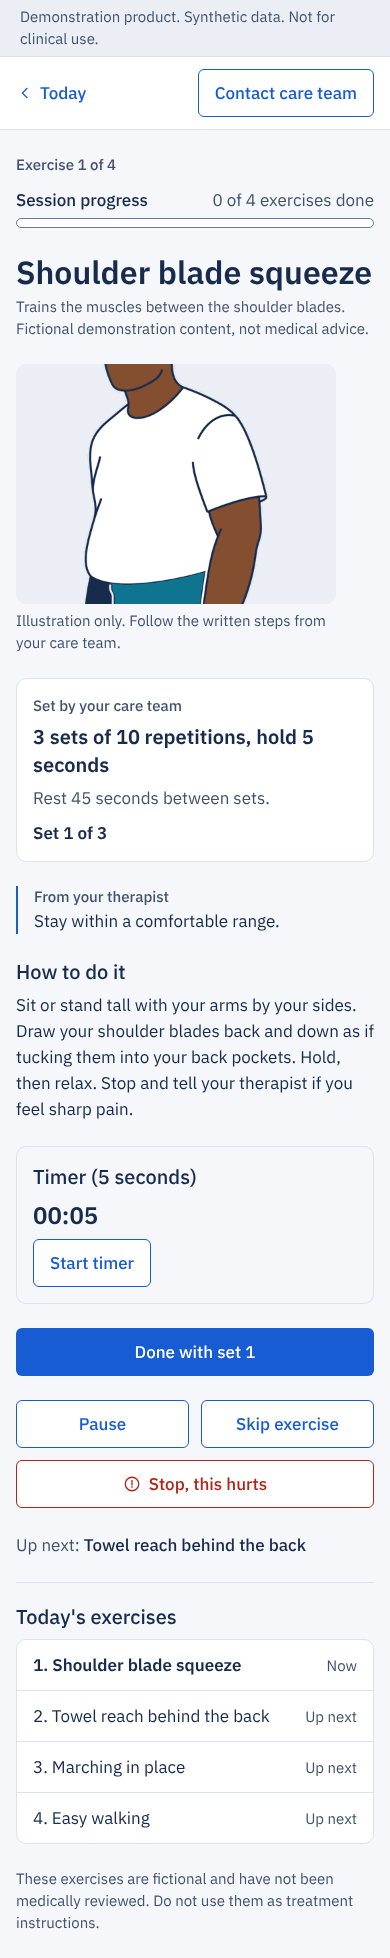 Demonstration product. Synthetic data. Not for
clinical use.
Today
Contact care team
Exercise 1 of 4
Session progress
0 of 4 exercises done
Shoulder blade squeeze
Trains the muscles between the shoulder blades.
Fictional demonstration content, not medical advice.
Illustration only. Follow the written steps from
your care team.
Set by your care team
3 sets of 10 repetitions, hold 5
seconds
Rest 45 seconds between sets.
Set 1 of 3
From your therapist
Stay within a comfortable range.
How to do it
Sit or stand tall with your arms by your sides.
Draw your shoulder blades back and down as if
tucking them into your back pockets. Hold,
then relax. Stop and tell your therapist if you
feel sharp pain.
Timer (5 seconds)
00:05
Start timer
Done with set 1
Pause
Skip exercise
Stop, this hurts
Up next: Towel reach behind the back
Today's exercises
1. Shoulder blade squeeze
Now
2. Towel reach behind the back
Up next
3. Marching in place
Up next
4. Easy walking
Up next
These exercises are fictional and have not been
medically reviewed. Do not use them as treatment
instructions.